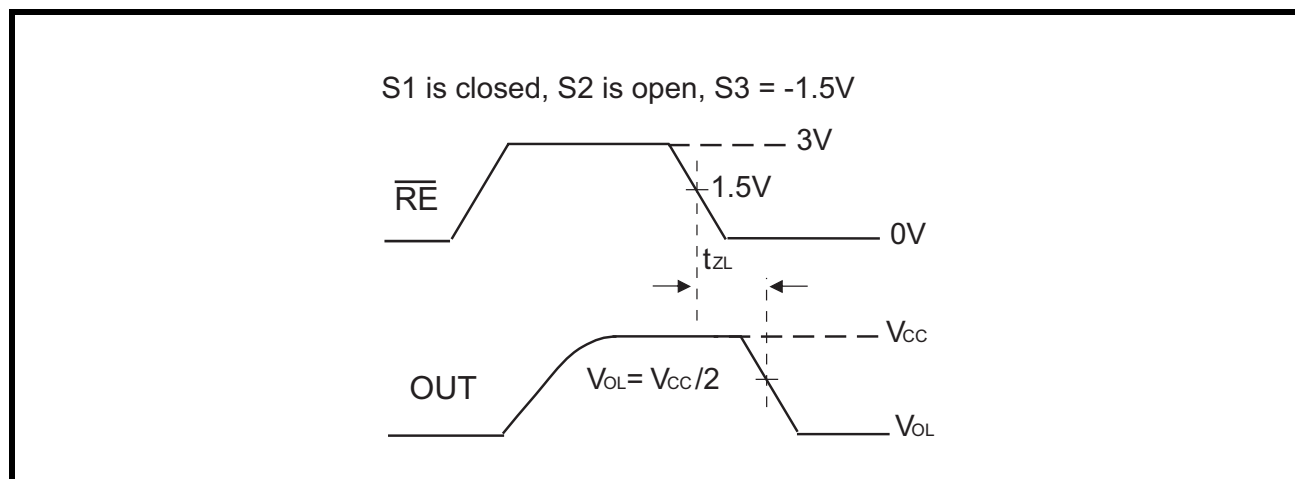 S1 is closed, S2 is open, S3 = -1.5V
3V
R̅E̅
1.5V
0V
tZL
VCC
OUT
VOL= VCC/2
VOL